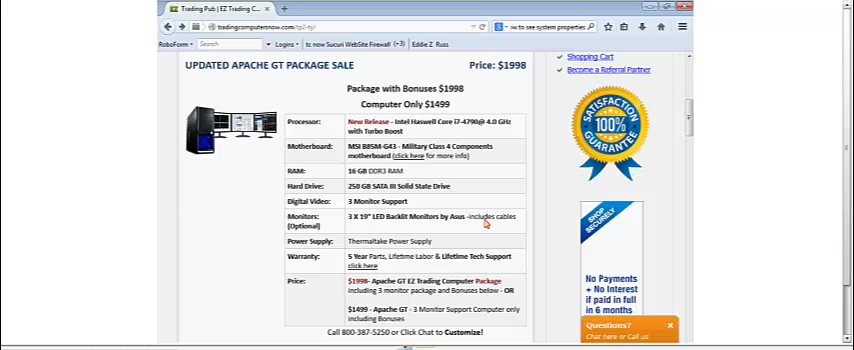 Trading Pub | EZ Trading C...
tradingcomputersnow.com/tp2-ty/
ow to see system properties
RoboForm Search Logins tc now Sucuri WebSite Firewall (+3) Eddie Z Russ
UPDATED APACHE GT PACKAGE SALE Price: $1998
Package with Bonuses $1998
Computer Only $1499
Processor: New Release - Intel Haswell Core i7-4790@ 4.0 GHz
with Turbo Boost
Motherboard: MSI B85M-G43 - Military Class 4 Components
motherboard (click here for more info)
RAM: 16 GB DDR3 RAM
Hard Drive: 250 GB SATA III Solid State Drive
Digital Video: 3 Monitor Support
Monitors: 3 X 19" LED Backlit Monitors by Asus -includes cables
(Optional)
Power Supply: Thermaltake Power Supply
Warranty: 5 Year Parts, Lifetime Labor & Lifetime Tech Support
click here
Price: $1998- Apache GT EZ Trading Computer Package
including 3 monitor package and Bonuses below - OR
$1499 - Apache GT - 3 Monitor Support Computer only
including Bonuses
Call 800-387-5250 or Click Chat to Customize!
Shopping Cart
Become a Referral Partner
SATISFACTION
100%
GUARANTEE
SHOP
SECURELY
No Payments
+ No Interest
if paid in full
in 6 months
Questions?
Chat here or Call us